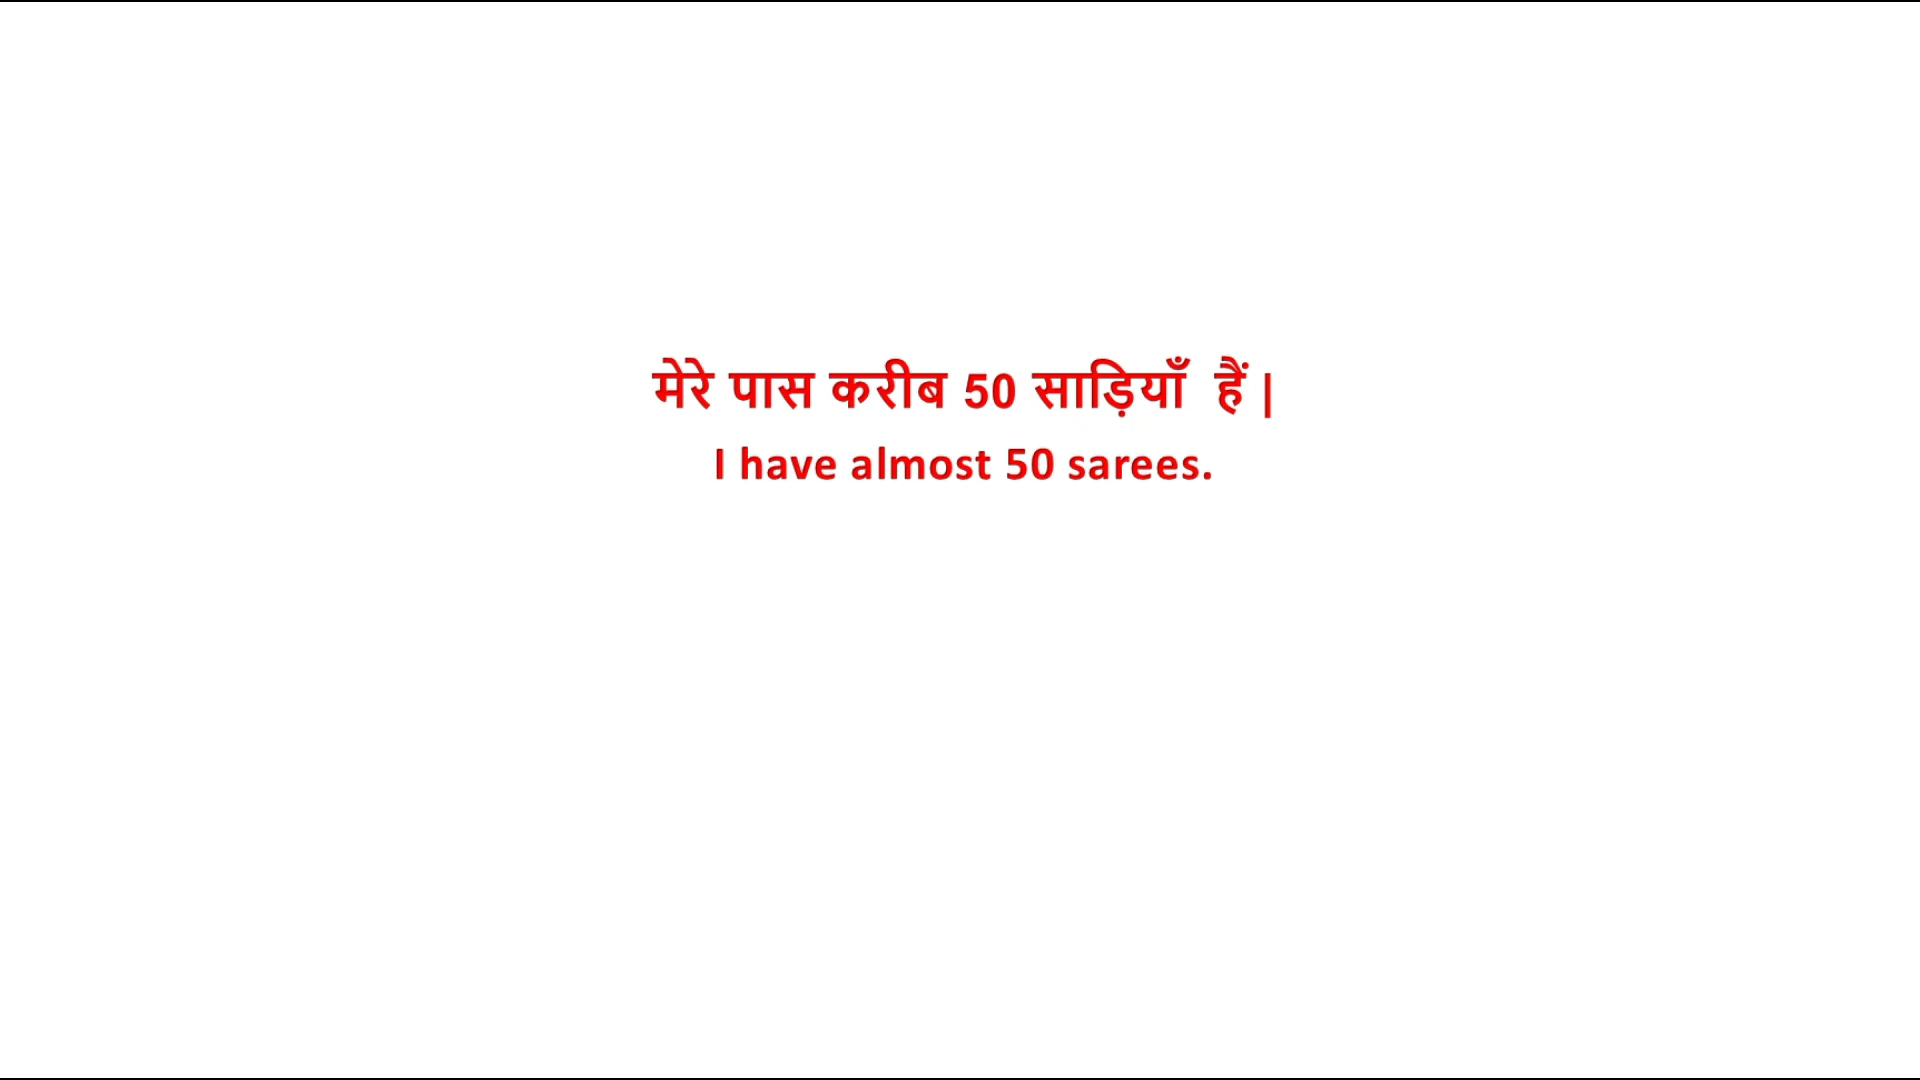 मेरे पास करीब 50 साड़ियाँ  हैं |
I have almost 50 sarees.